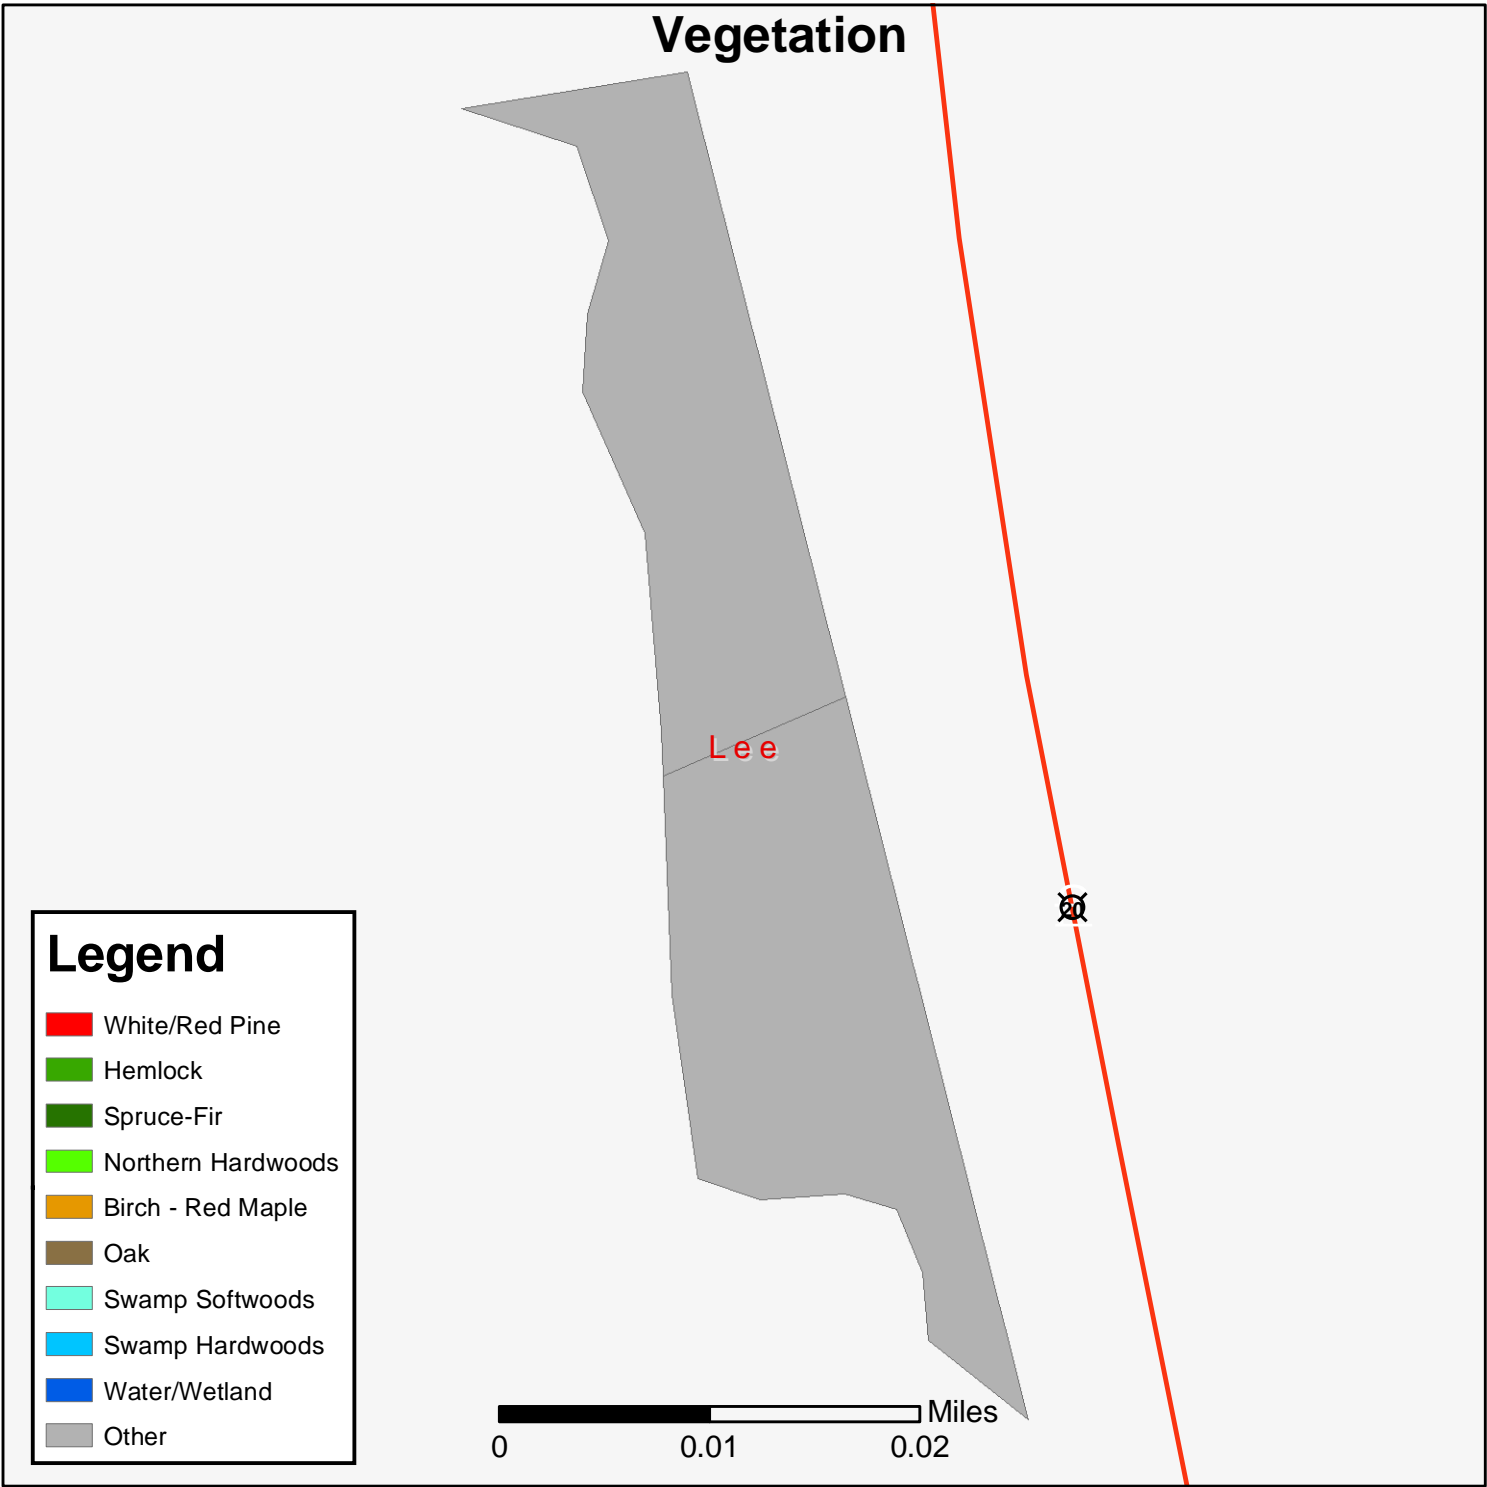 Vegetation
Lee
20
Legend
White/Red Pine
Hemlock
Spruce-Fir
Northern Hardwoods
Birch - Red Maple
Oak
Swamp Softwoods
Swamp Hardwoods
Water/Wetland
Other
Miles
0 0.01 0.02